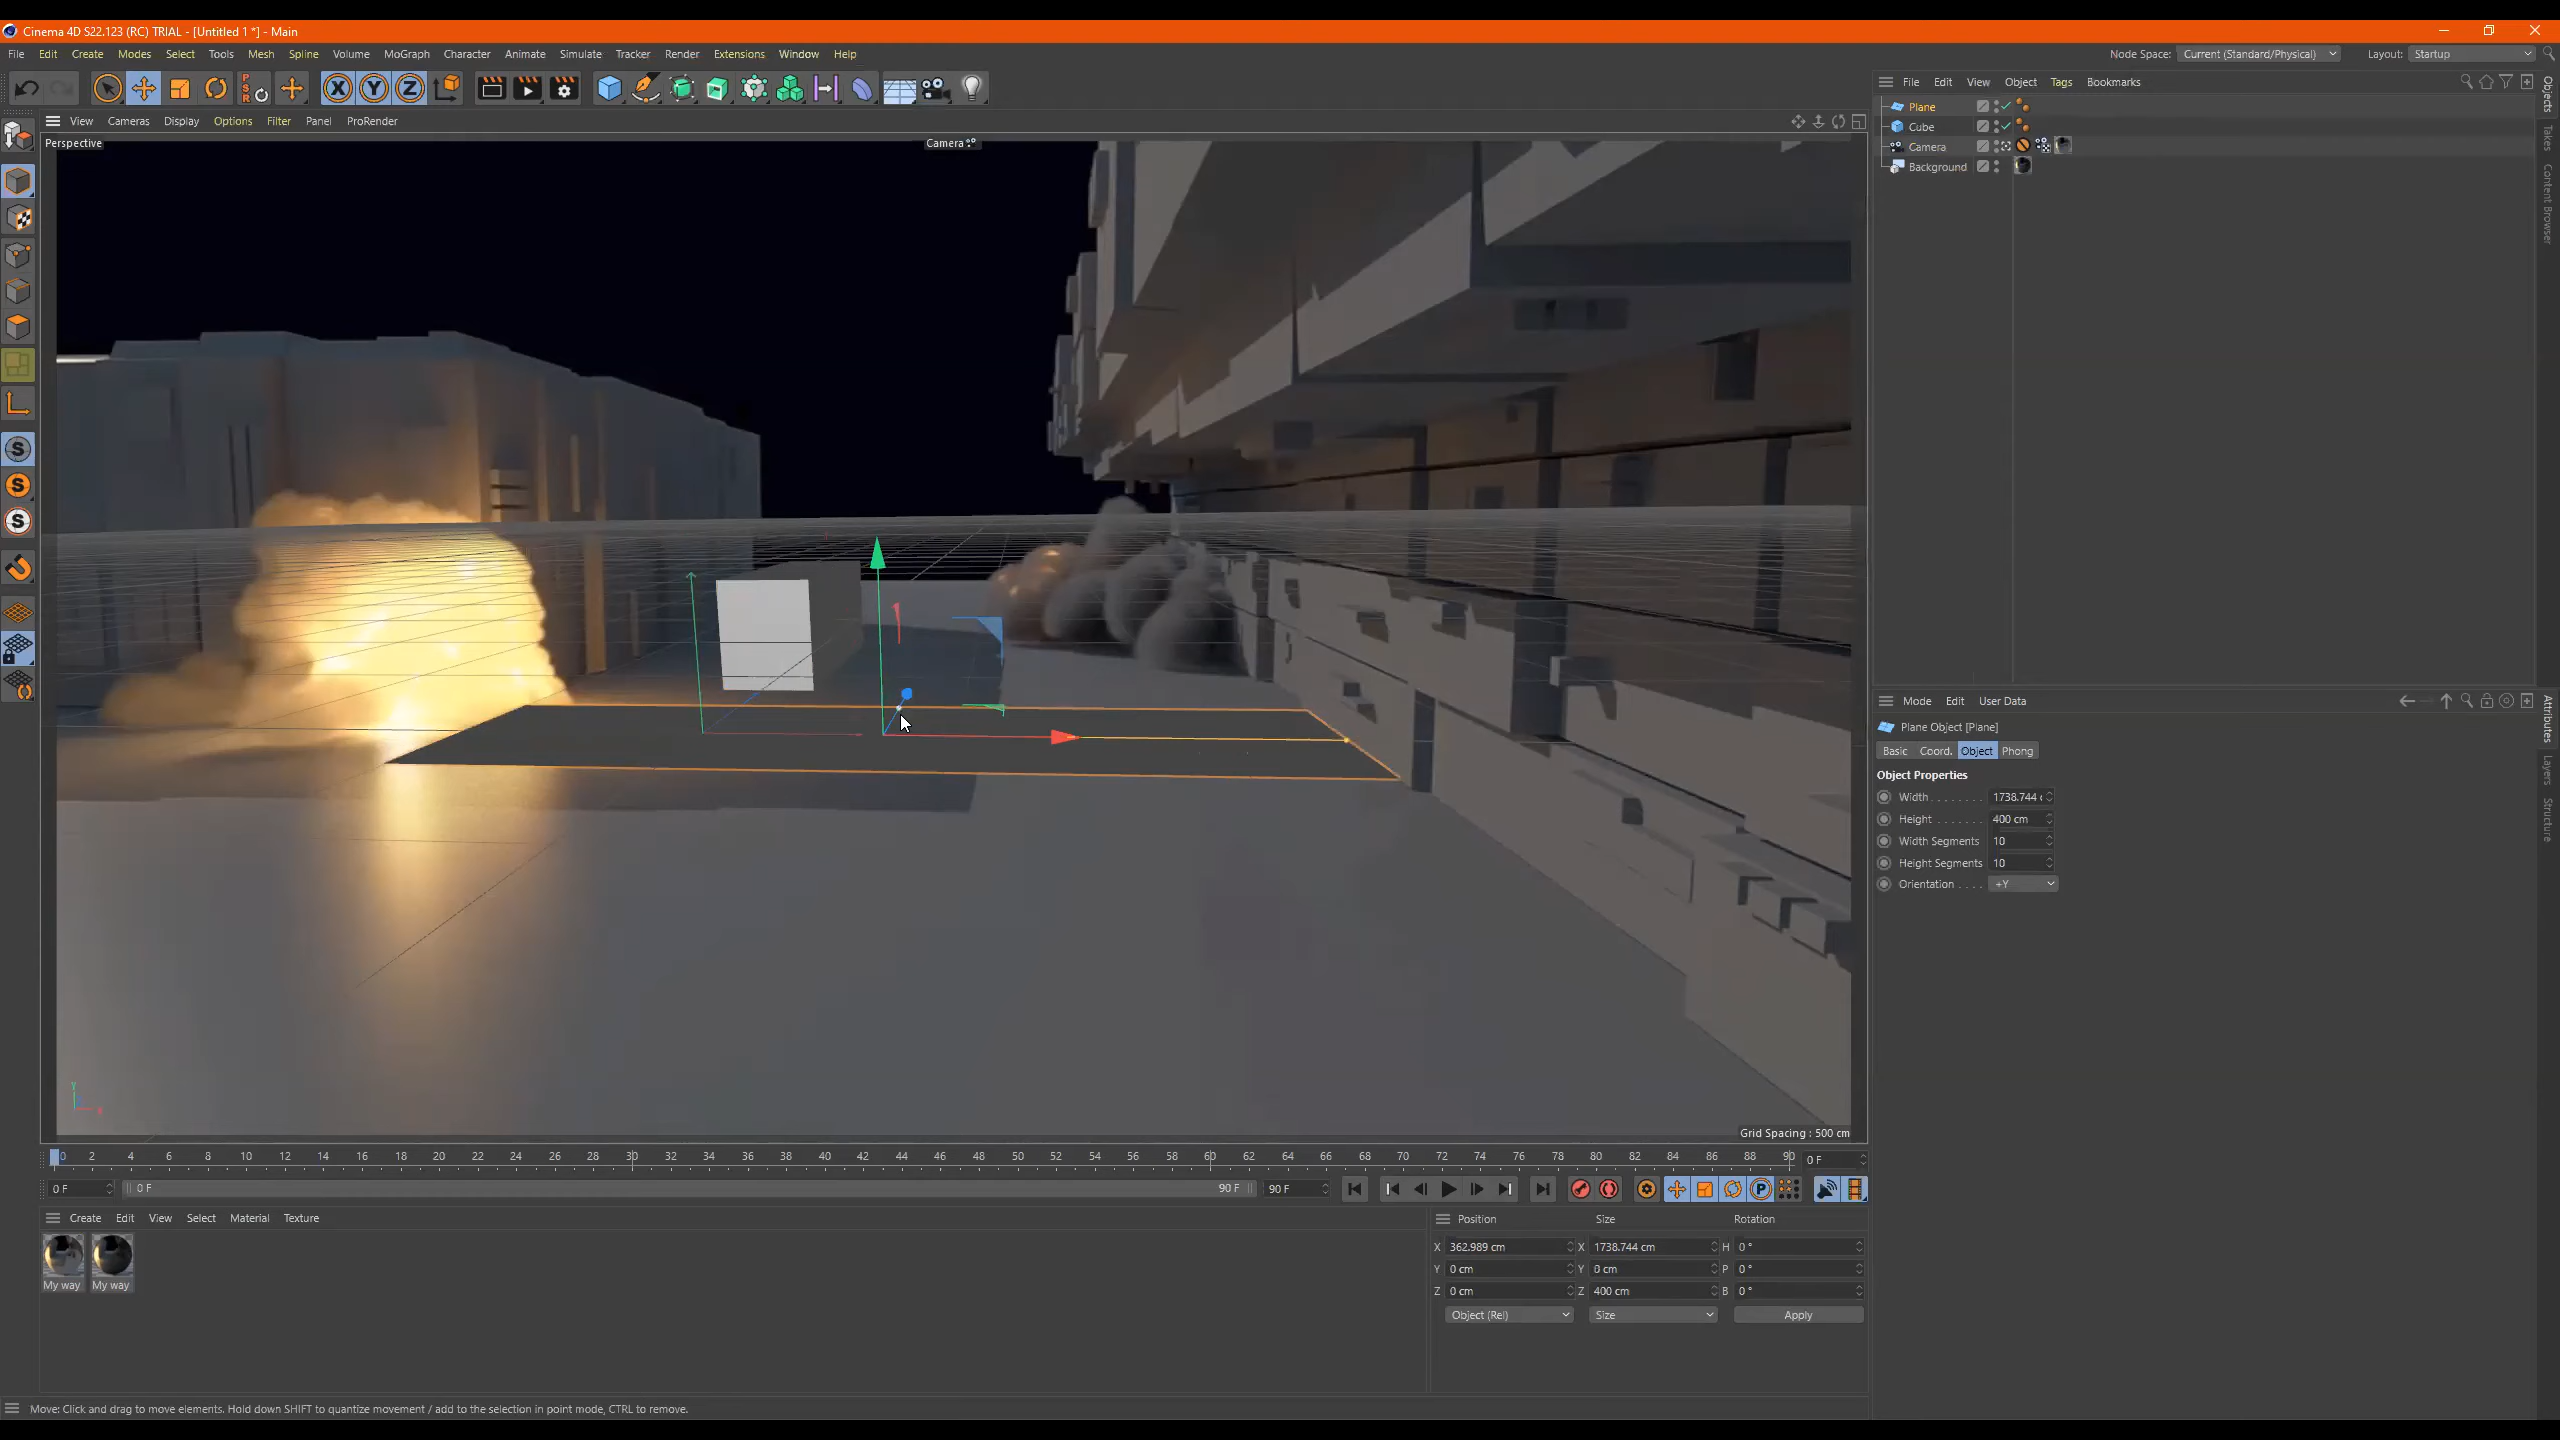 Cinema 4D S22.123 (RC) TRIAL - [Untitled 1 *] - Main
File Edit Create Modes Select Tools Mesh Spline Volume MoGraph Character Animate Simulate Tracker Render Extensions Window Help
Node Space: Current (Standard/Physical) Layout: Startup
PSR
X Y Z
File Edit View Object Tags Bookmarks
View Cameras Display Options Filter Panel ProRender
Perspective
Camera
Plane
Cube
Camera
Background
Objects
Takes
Content Browser
S
S
S
Mode Edit User Data
Plane Object [Plane]
Basic Coord. Object Phong
Object Properties
Width . . . . . . . 1738.744 c
Height . . . . . . 400 cm
Width Segments 10
Height Segments 10
Orientation . . . . +Y
Attributes
Layers
Structure
Y
X
Grid Spacing : 500 cm
0 2 4 6 8 10 12 14 16 18 20 22 24 26 28 30 32 34 36 38 40 42 44 46 48 50 52 54 56 58 60 62 64 66 68 70 72 74 76 78 80 82 84 86 88 90 0 F
0 F 0 F 90 F 90 F
P
Create Edit View Select Material Texture
My way My way
Position Size Rotation
X 362.989 cm X 1738.744 cm H 0 °
Y 0 cm Y 0 cm P 0 °
Z 0 cm Z 400 cm B 0 °
Object (Rel) Size Apply
Move: Click and drag to move elements. Hold down SHIFT to quantize movement / add to the selection in point mode, CTRL to remove.